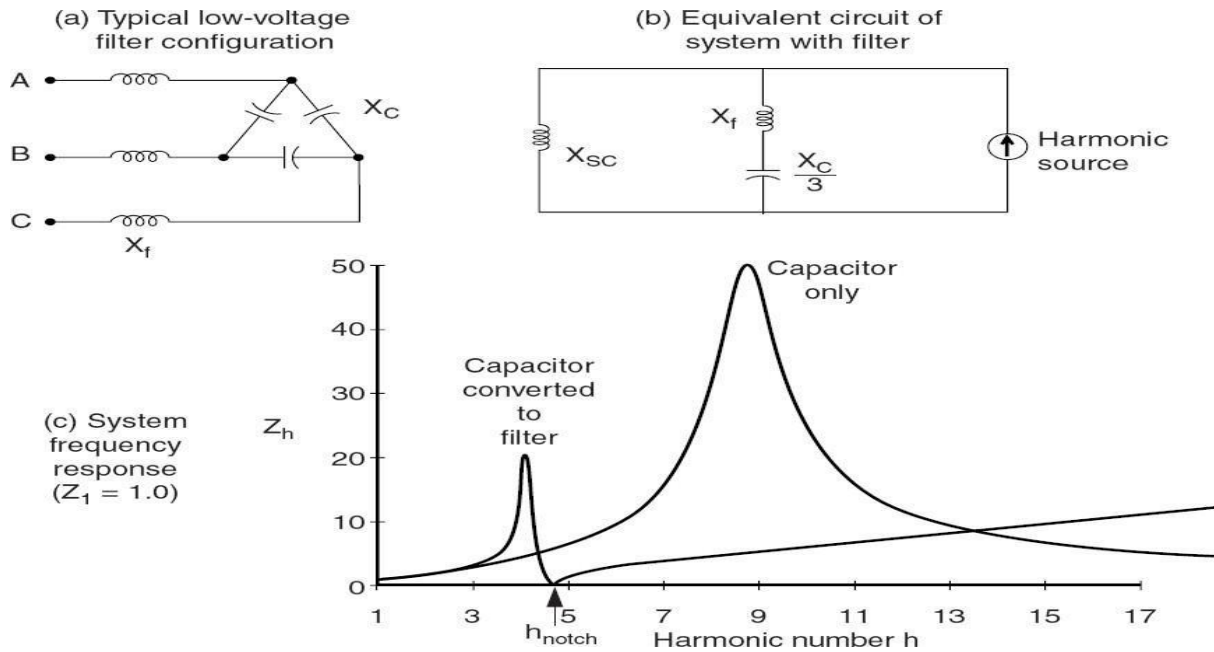 (a) Typical low-voltage
filter configuration
A
B
C
X_C
X_f
(b) Equivalent circuit of
system with filter
X_SC
X_f
X_C
3
Harmonic
source
(c) System
frequency
response
(Z_1 = 1.0)
Z_h
50
40
30
20
10
0
Capacitor
converted
to
filter
Capacitor
only
1 3 5 7 9 11 13 15 17
h_notch
Harmonic number h